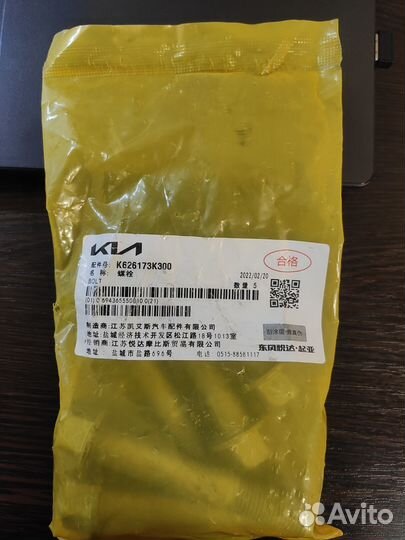 KIA
合格
配件号: K626173K300
2022/02/20
名 称: 螺栓
数量 5
BOLT
制造商:江苏凯艾斯汽车配件有限公司
地址:盐城经济技术开发区松江路18号1013室
经销商:江苏悦达摩比斯贸易有限公司
地址: 盐城市盐路696号
电话: 0515-88581117
东风悦达·起亚
Avito